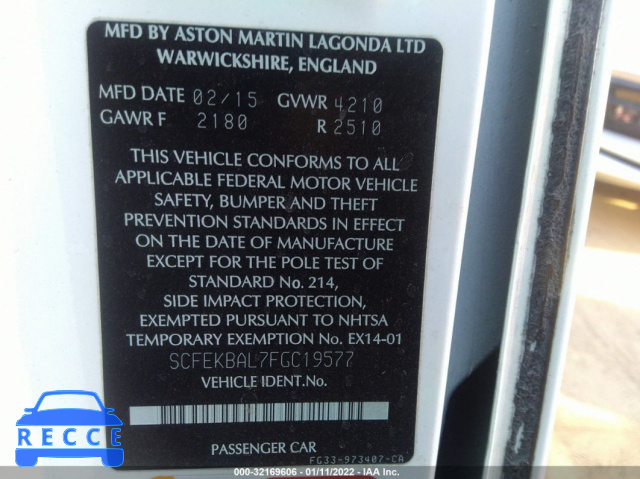 MFD BY ASTON MARTIN LAGONDA LTD
WARWICKSHIRE, ENGLAND
MFD DATE 02/15 GVWR 4210
GAWR F 2180 R 2510
THIS VEHICLE CONFORMS TO ALL
APPLICABLE FEDERAL MOTOR VEHICLE
SAFETY, BUMPER AND THEFT
PREVENTION STANDARDS IN EFFECT
ON THE DATE OF MANUFACTURE
EXCEPT FOR THE POLE TEST OF
STANDARD No. 214,
SIDE IMPACT PROTECTION,
EXEMPTED PURSUANT TO NHTSA
TEMPORARY EXEMPTION No. EX14-01
SCFEKBAL7FGC19577
VEHICLE IDENT.No.
PASSENGER CAR
FG33-973407-CA
RECCE
000-32169606 - 01/11/2022 - IAA Inc.